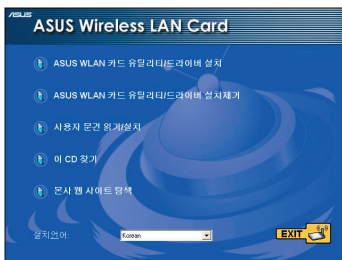 ASUS
ASUS Wireless LAN Card
ASUS WLAN 카드 유틸리티/드라이버 설치
ASUS WLAN 카드 유틸리티/드라이버 설치제거
사용자 문건 읽기/설치
이 CD 찾기
본사 웹 사이트 탐색
설치언어:
Korean
EXIT